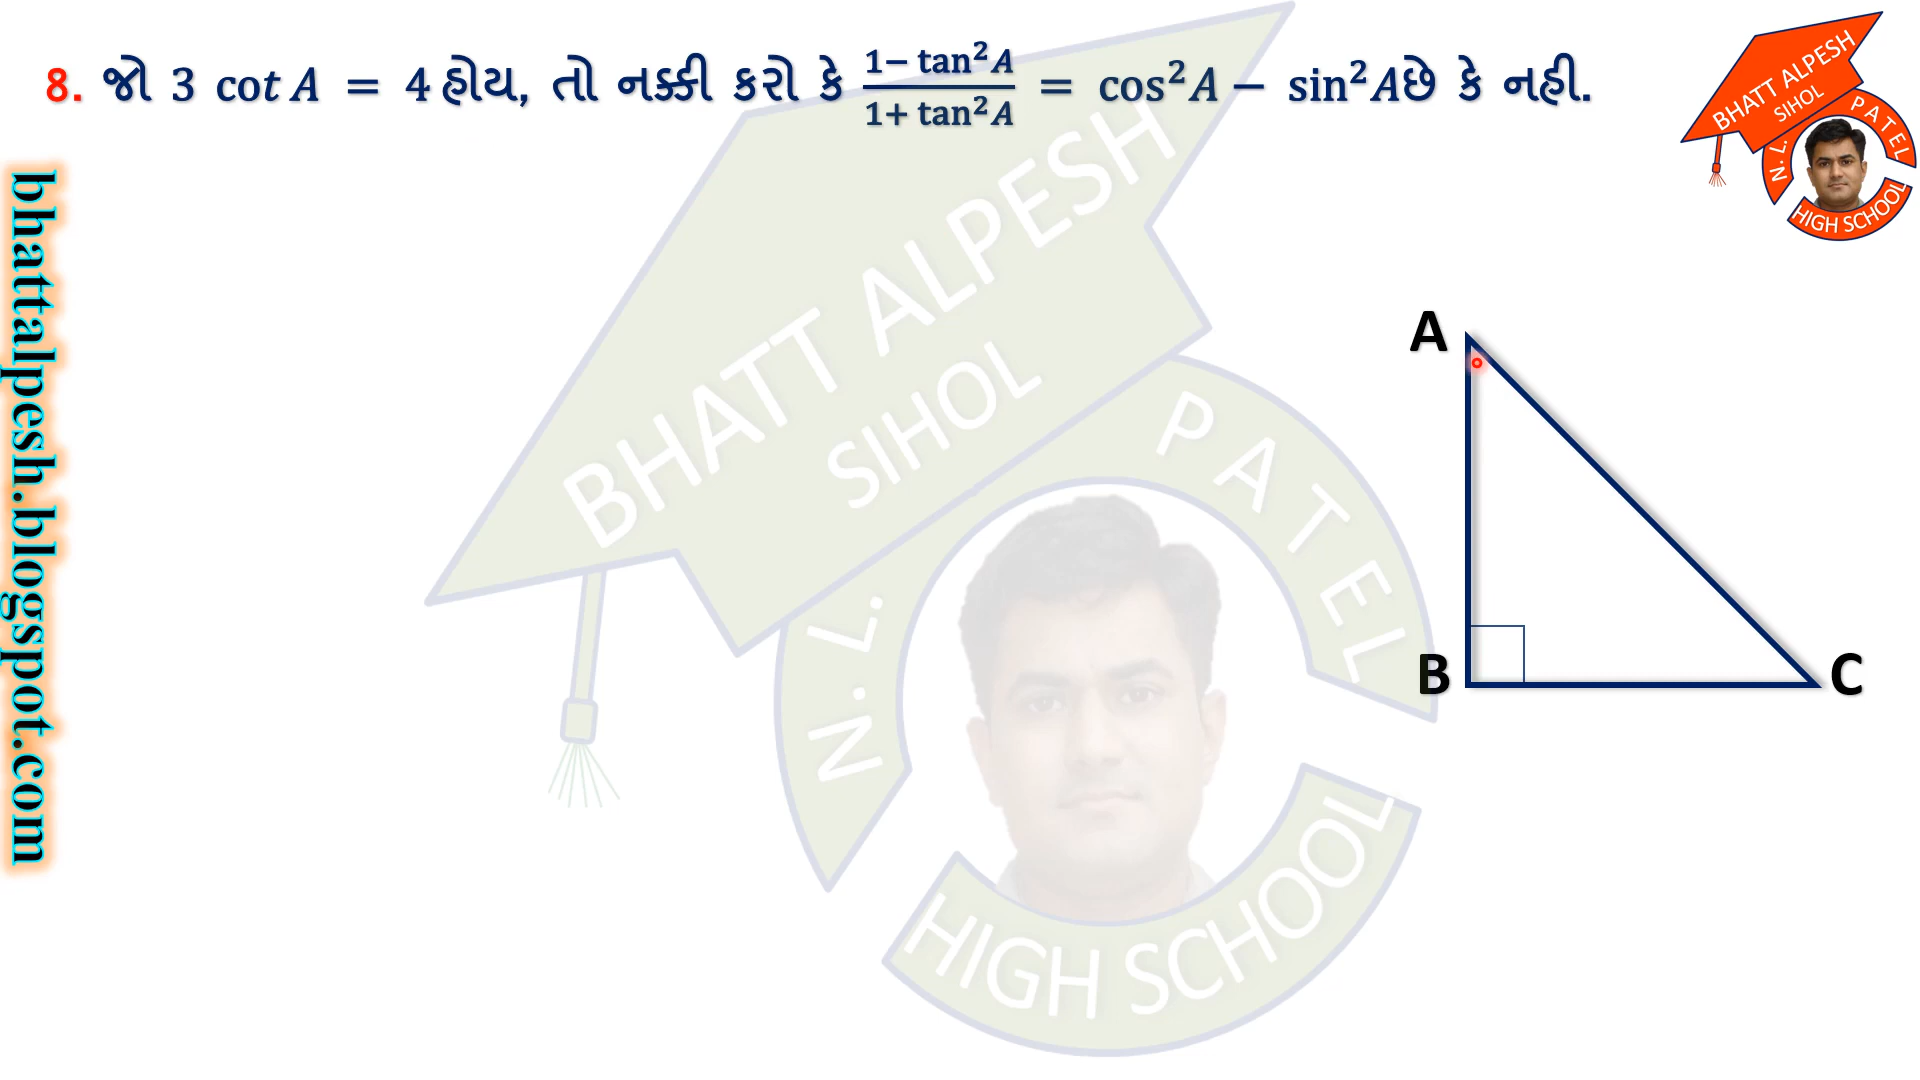 8. જો 3 cot A = 4 હોય, તો નક્કી કરો કે (1− tan²A)/(1+ tan²A) = cos²A − sin²A છે કે નહી.
BHATT ALPESH
SIHOL
N. L. PATEL
HIGH SCHOOL
bhattalpesh.blogspot.com
BHATT ALPESH
SIHOL
N. L. PATEL
HIGH SCHOOL
A
B
C